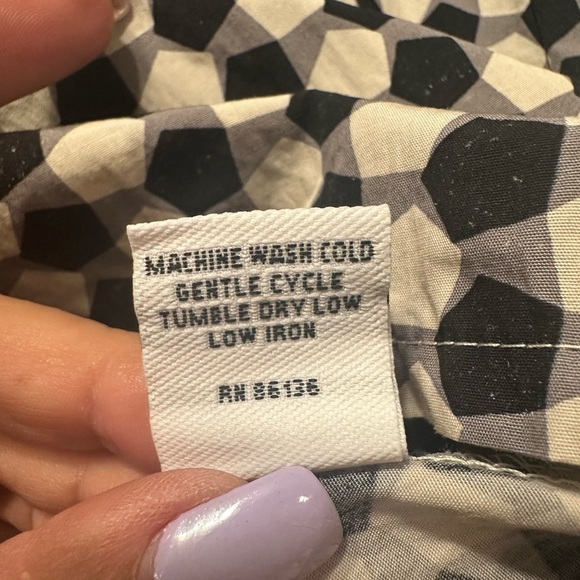 MACHINE WASH COLD
GENTLE CYCLE
TUMBLE DRY LOW
LOW IRON
RN 86136